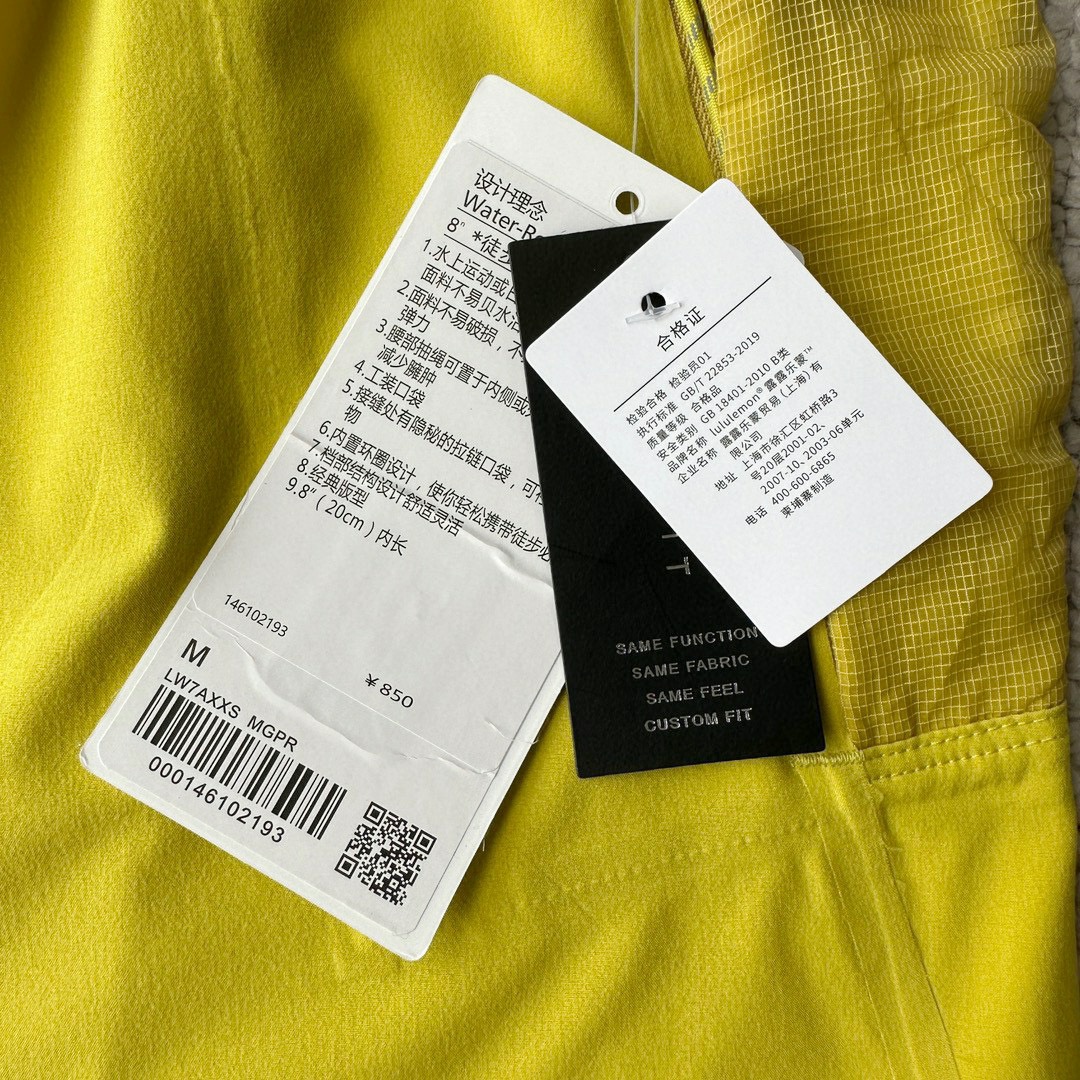 设计理念
Water-R
8" *徒步
1.水上运动或
面料不易贝水沾
2.面料不易破损，不
弹力
3.腰部抽绳可置于内侧或
减少臃肿
4.工装口袋
5.接缝处有隐秘的拉链口袋，可
物
6.内置环圈设计，使你轻松携带徒步必
7.裆部结构设计舒适灵活
8.经典版型
9.8"（20cm）内长
146102193
M
￥850
LW7AXXS MGPR
000146102193
SAME FUNCTION
SAME FABRIC
SAME FEEL
CUSTOM FIT
合格证
检验合格 检验员01
执行标准 GB/T 22853-2019
质量等级 合格品
安全类别 GB 18401-2010 B类
品牌名称 lululemon® 露露乐蒙™
企业名称 露露乐蒙贸易（上海）有
限公司
地址 上海市徐汇区虹桥路3
号20层2001-02、
2007-10、2003-06单元
电话 400-600-6865
柬埔寨制造